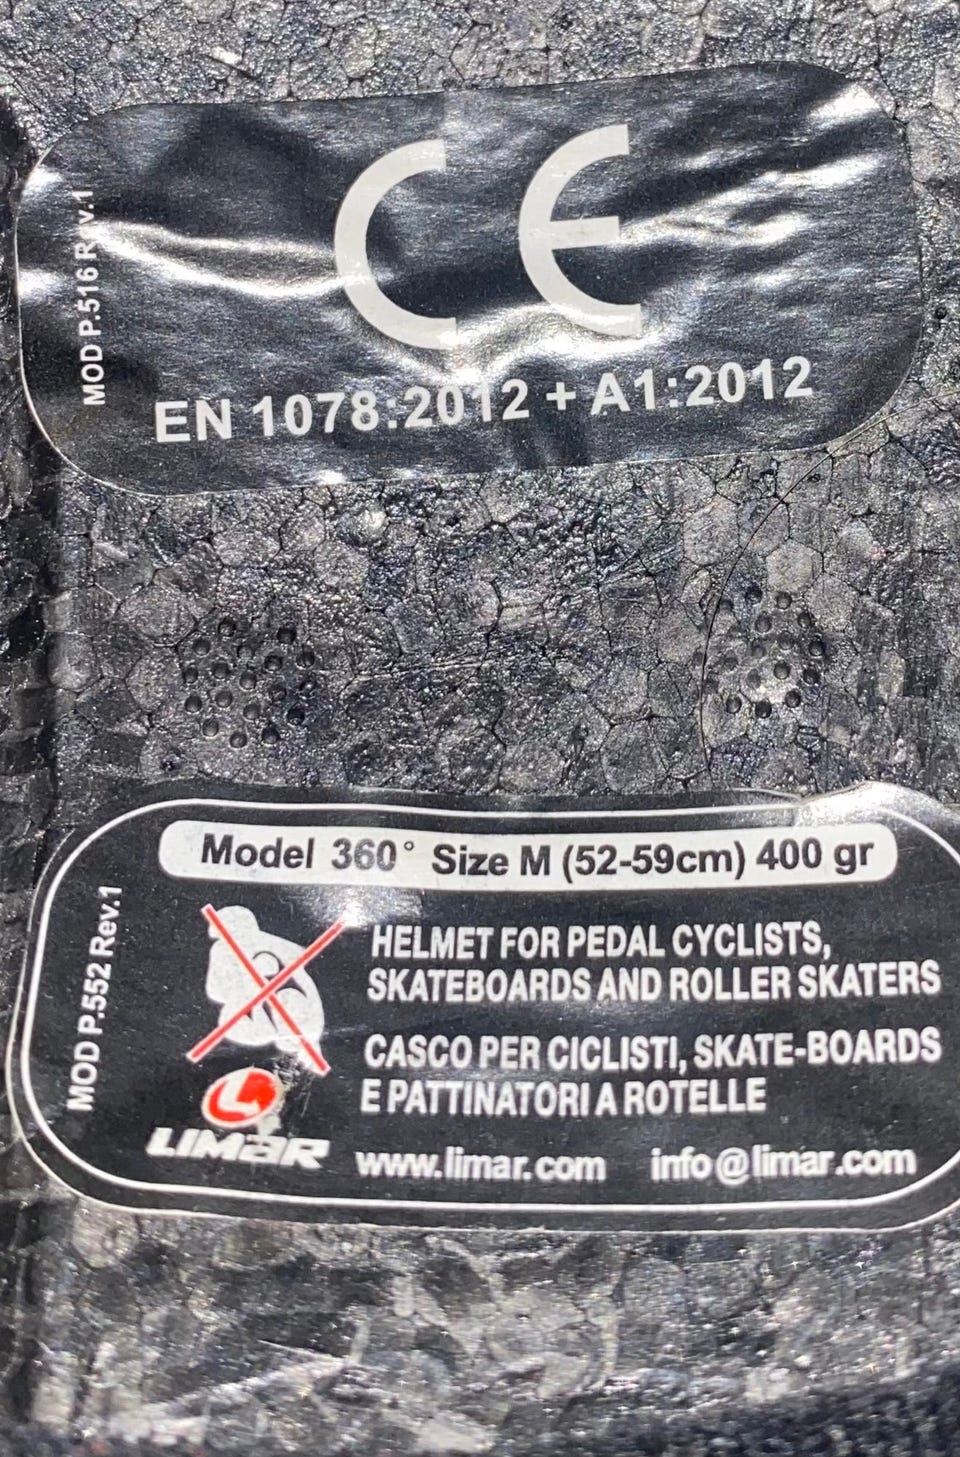 CE
MOD P.516 Rev.1
EN 1078:2012 + A1:2012
Model 360° Size M (52-59cm) 400 gr
MOD P.552 Rev.1
HELMET FOR PEDAL CYCLISTS,
SKATEBOARDS AND ROLLER SKATERS
CASCO PER CICLISTI, SKATE-BOARDS
E PATTINATORI A ROTELLE
LIMAR
www.limar.com info@limar.com